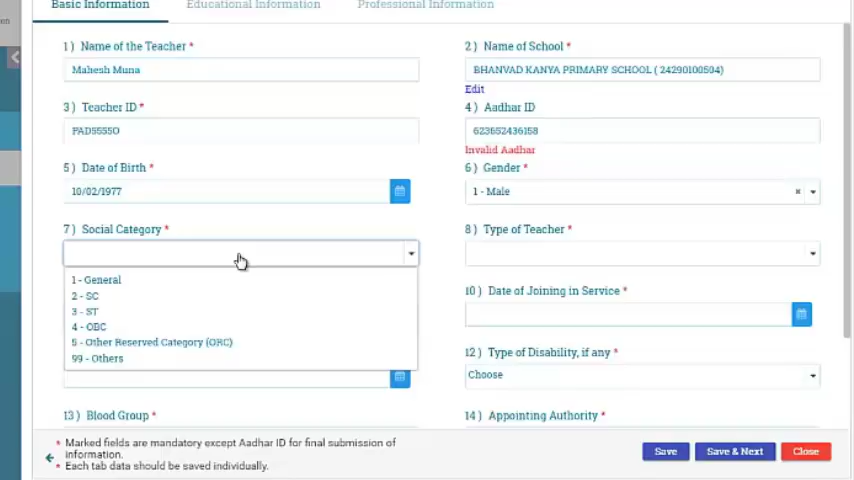 Basic Information
Educational Information
Professional Information
1 ) Name of the Teacher *
Mahesh Muna
2 ) Name of School *
BHANVAD KANYA PRIMARY SCHOOL ( 24290100504)
Edit
3 ) Teacher ID *
PAD5555O
4 ) Aadhar ID
623652436158
Invalid Aadhar
5 ) Date of Birth *
10/02/1977
6 ) Gender *
1 - Male
7 ) Social Category *
8 ) Type of Teacher *
1 - General
2 - SC
3 - ST
4 - OBC
5 - Other Reserved Category (ORC)
99 - Others
10 ) Date of Joining in Service *
12 ) Type of Disability, if any *
Choose
13 ) Blood Group *
14 ) Appointing Authority *
* Marked fields are mandatory except Aadhar ID for final submission of
information.
* Each tab data should be saved individually.
Save
Save & Next
Close